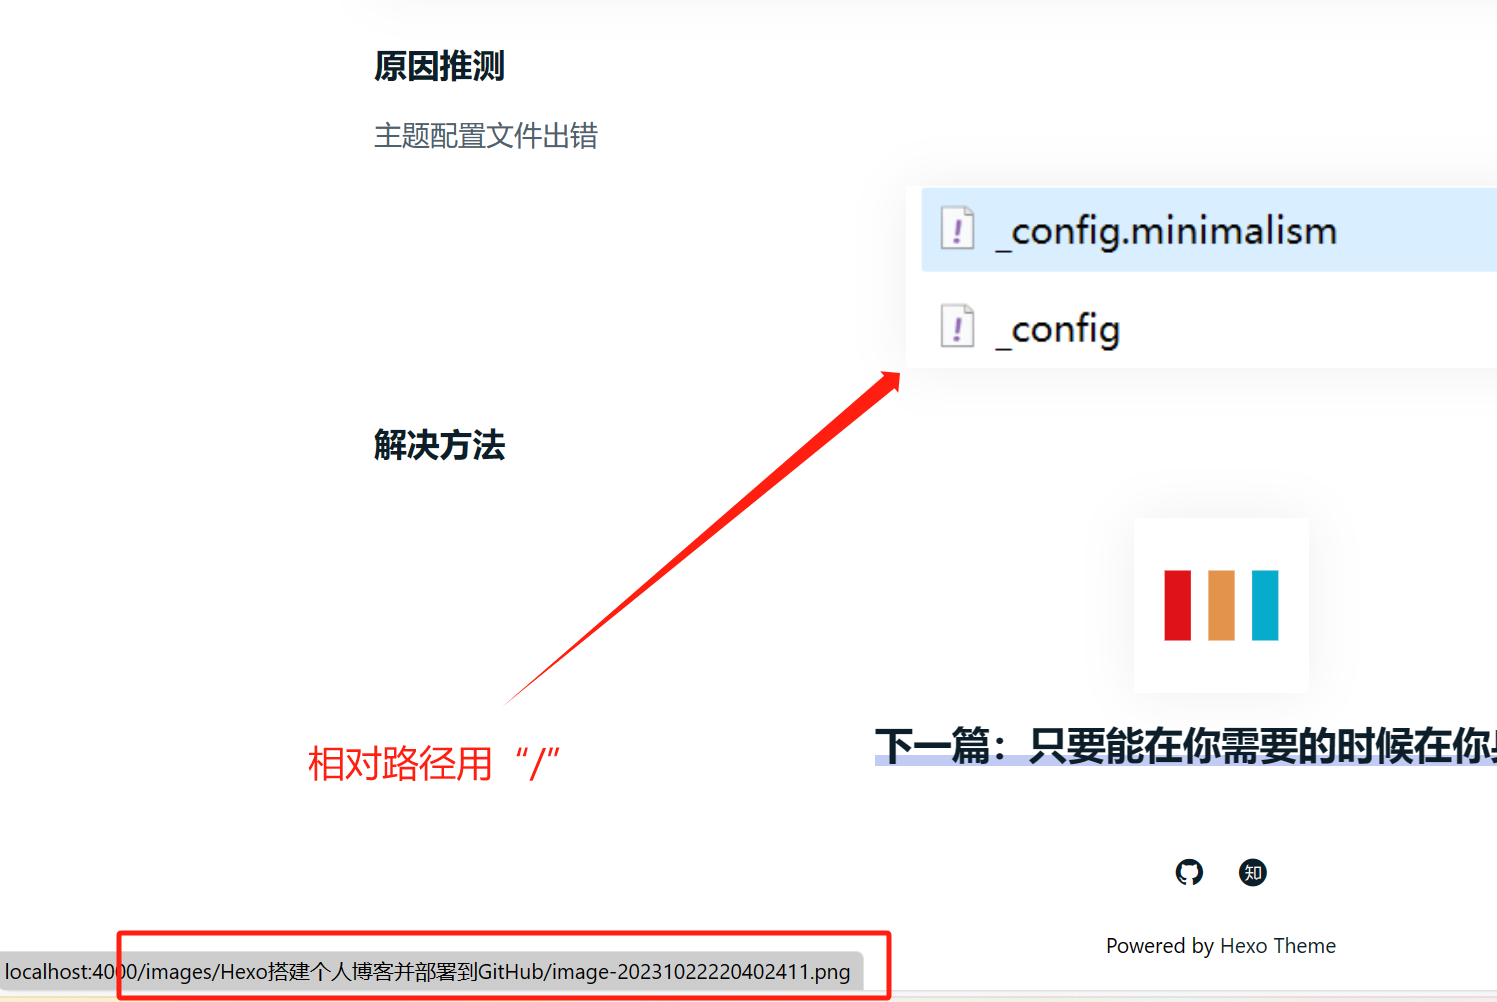 原因推测
主题配置文件出错
_config.minimalism
_config
解决方法
相对路径用“/”
下一篇：只要能在你需要的时候在你
知
Powered by Hexo Theme
localhost:4000/images/Hexo搭建个人博客并部署到GitHub/image-20231022220402411.png